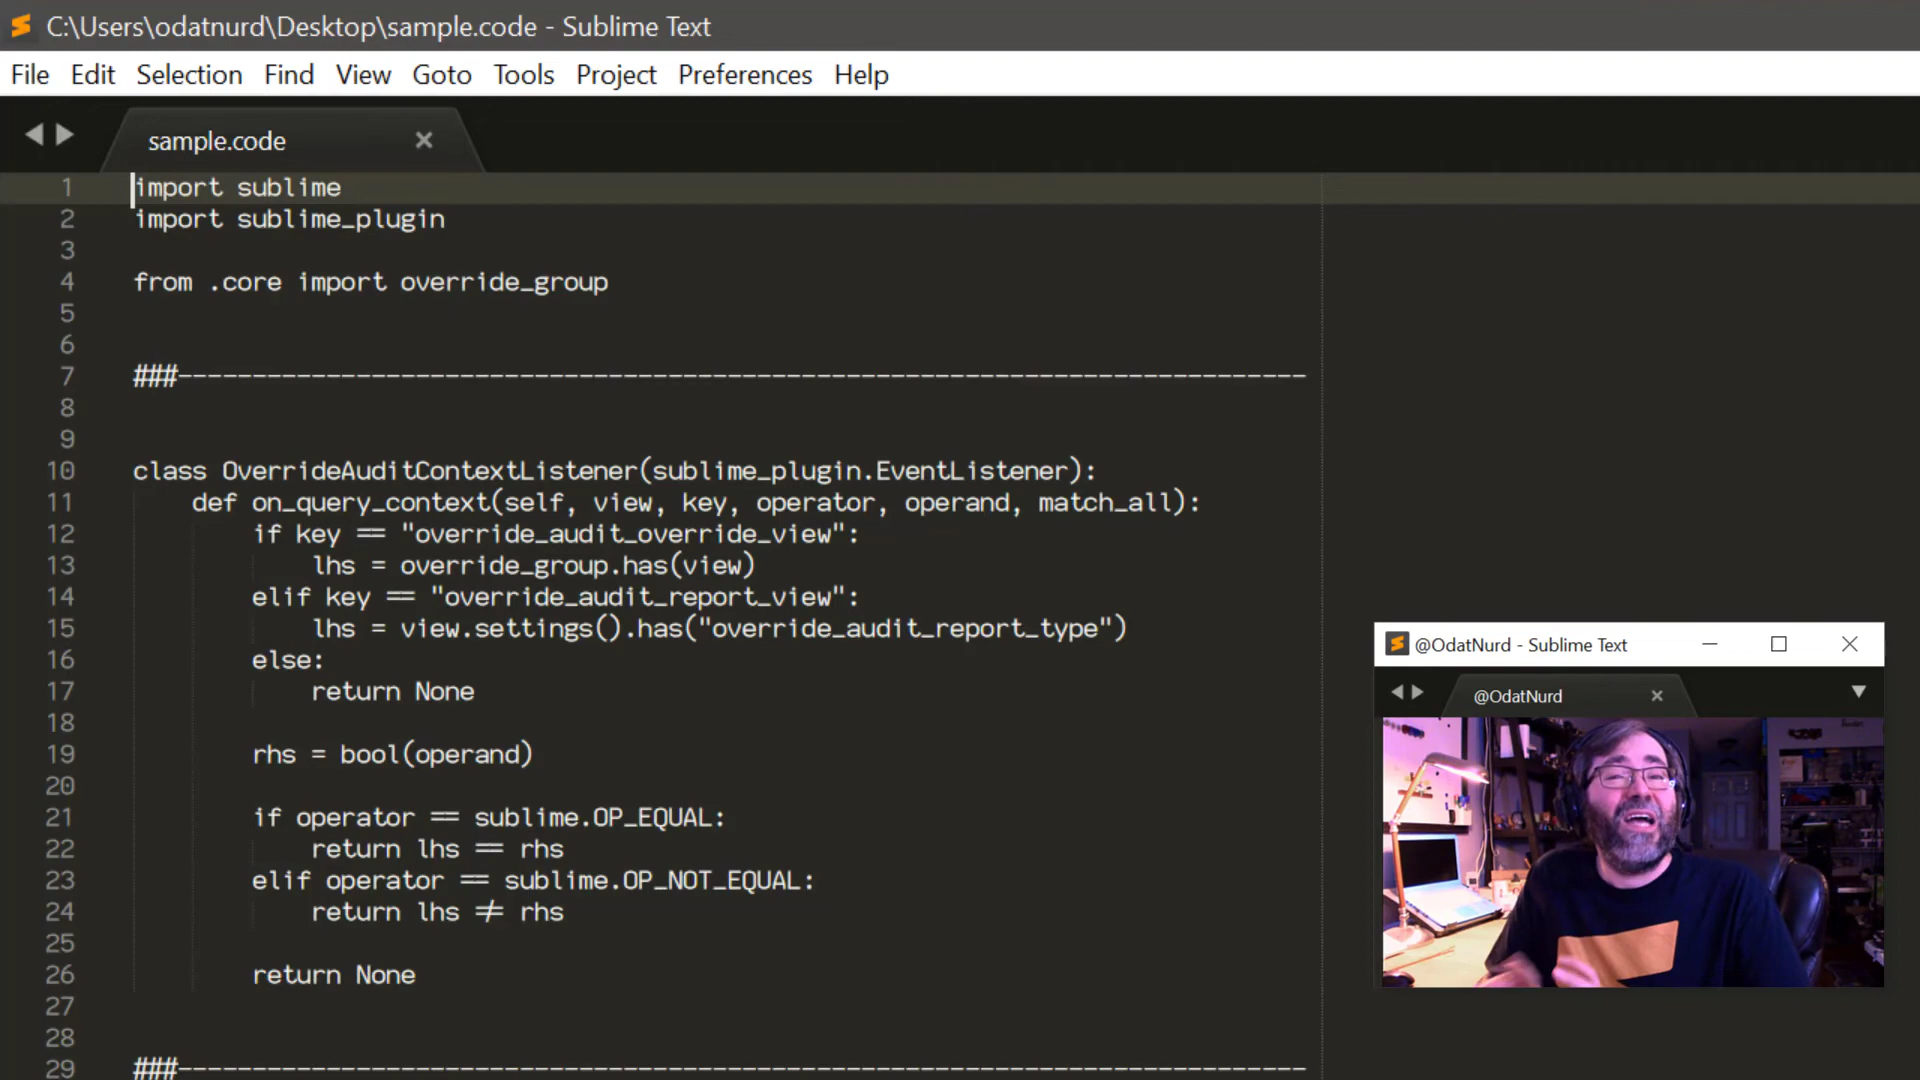 C:\Users\odatnurd\Desktop\sample.code - Sublime Text
File Edit Selection Find View Goto Tools Project Preferences Help
sample.code
1 import sublime
2 import sublime_plugin
3
4 from .core import override_group
5
6
7 ###----------------------------------------------------------------------------
8
9
10 class OverrideAuditContextListener(sublime_plugin.EventListener):
11 def on_query_context(self, view, key, operator, operand, match_all):
12 if key == "override_audit_override_view":
13 lhs = override_group.has(view)
14 elif key == "override_audit_report_view":
15 lhs = view.settings().has("override_audit_report_type")
16 else:
17 return None
18
19 rhs = bool(operand)
20
21 if operator == sublime.OP_EQUAL:
22 return lhs == rhs
23 elif operator == sublime.OP_NOT_EQUAL:
24 return lhs ≠ rhs
25
26 return None
27
28
29 ###----------------------------------------------------------------------------
@OdatNurd - Sublime Text
@OdatNurd